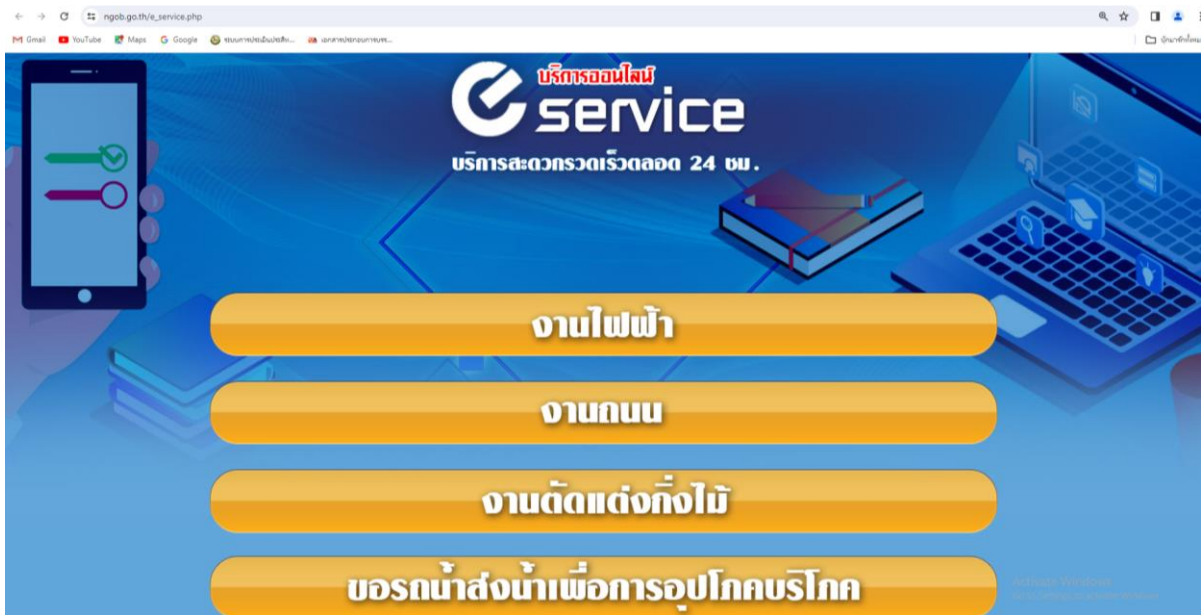 ngob.go.th/e_service.php
Gmail YouTube Maps Google
บริการออนไลน์
e service
บริการสะดวกรวดเร็วตลอด 24 ชม.
งานไฟฟ้า
งานถนน
งานตัดแต่งกิ่งไม้
ขอรถน้ำส่งน้ำเพื่อการอุปโภคบริโภค
Activate Windows